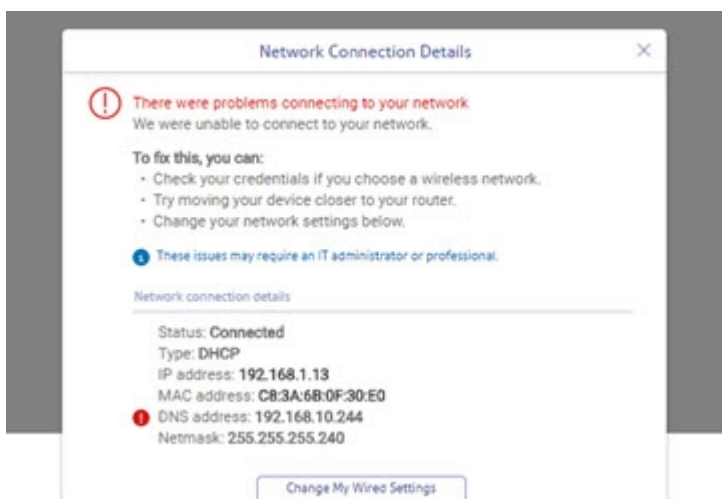 Network Connection Details
There were problems connecting to your network
We were unable to connect to your network.
To fix this, you can:
• Check your credentials if you choose a wireless network.
• Try moving your device closer to your router.
• Change your network settings below.
These issues may require an IT administrator or professional.
Network connection details
Status: Connected
Type: DHCP
IP address: 192.168.1.13
MAC address: C8:3A:6B:0F:30:E0
DNS address: 192.168.10.244
Netmask: 255.255.255.240
Change My Wired Settings